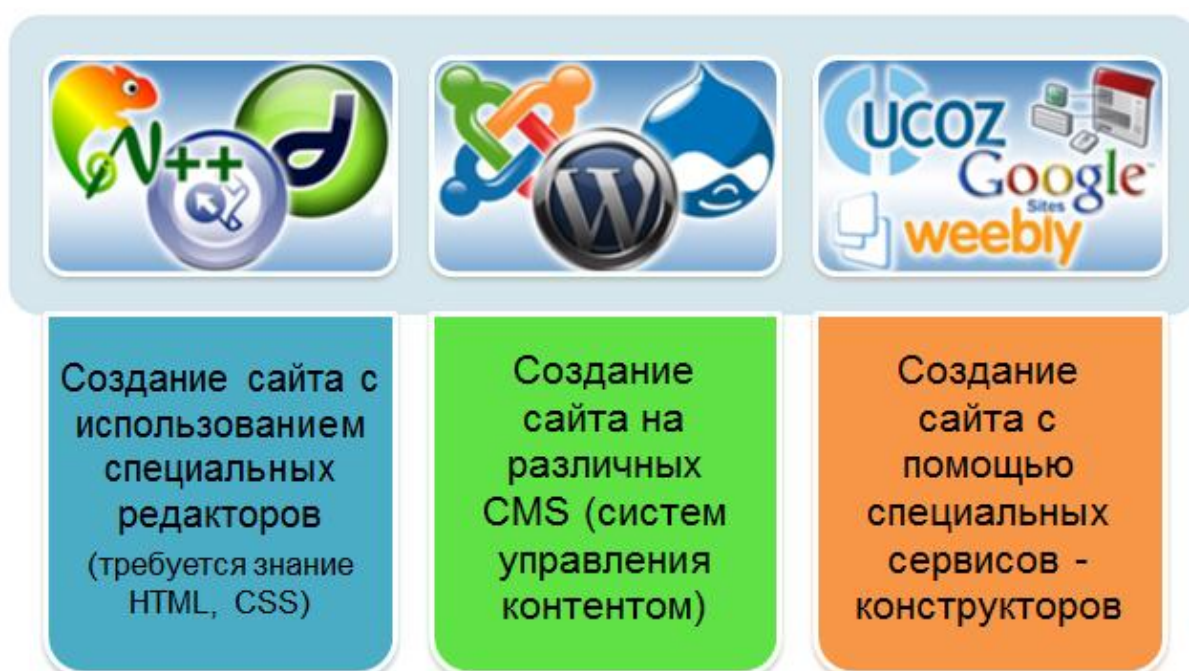 N++
UCOZ
Google™
Sites
weebly
Создание сайта с
использованием
специальных
редакторов
(требуется знание
HTML, CSS)
Создание
сайта на
различных
CMS (систем
управления
контентом)
Создание
сайта с
помощью
специальных
сервисов -
конструкторов